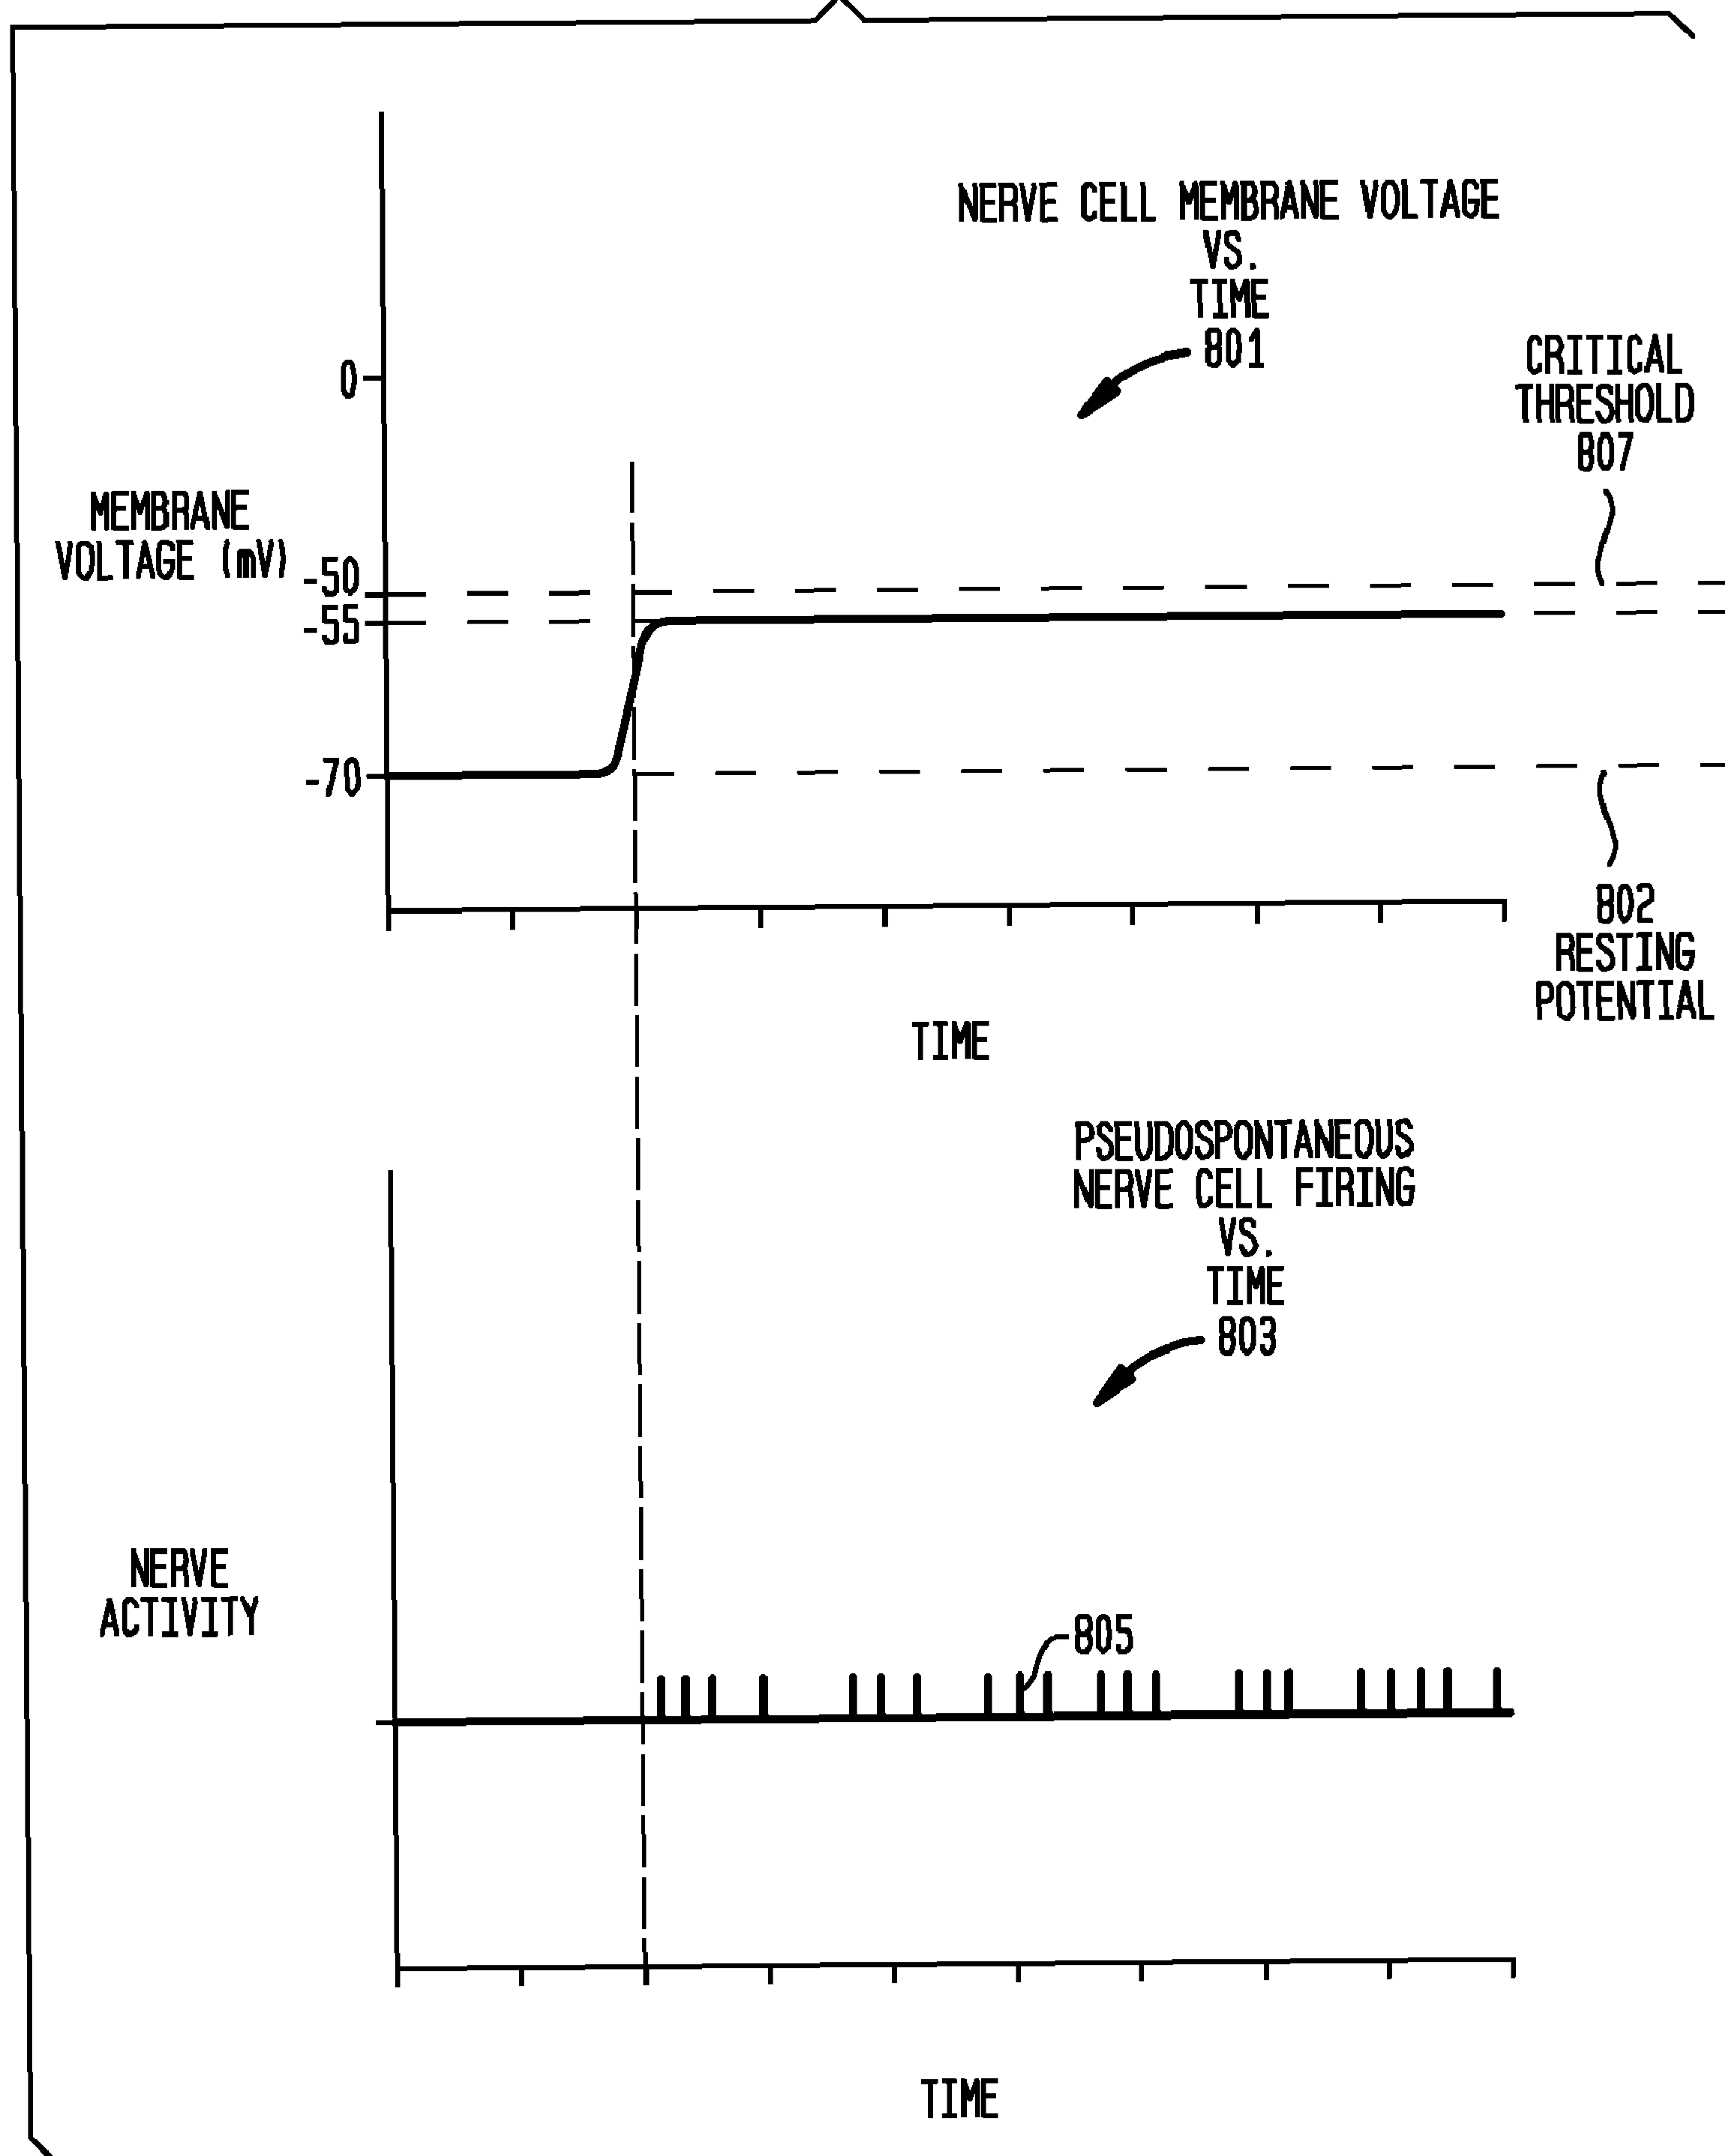 NERVE CELL MEMBRANE VOLTAGE
VS.
TIME
801
CRITICAL
THRESHOLD
807
0
MEMBRANE
VOLTAGE (mV)
-50
-55
-70
802
RESTING
POTENTIAL
TIME
PSEUDOSPONTANEOUS
NERVE CELL FIRING
VS.
TIME
803
NERVE
ACTIVITY
805
TIME